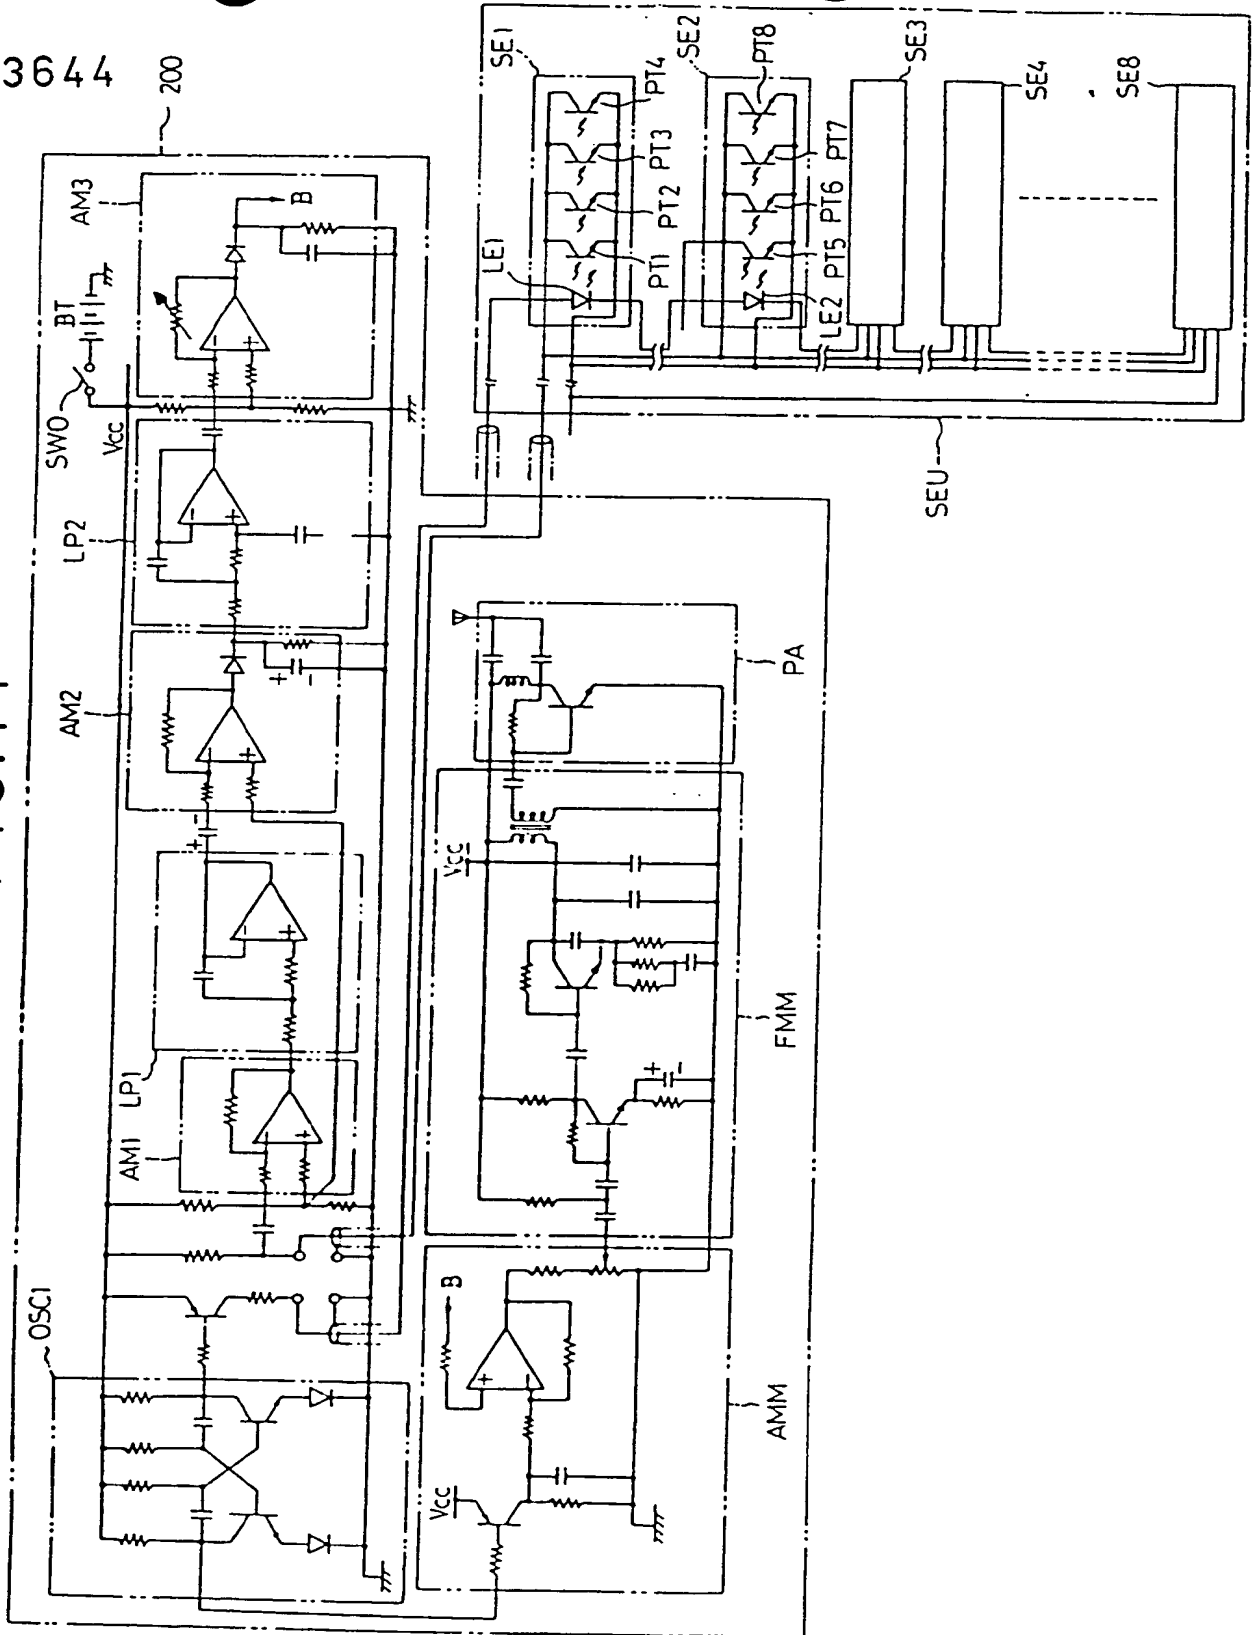 3644
200
AM3
B
BT
SW0
Vcc
LP2
AM2
LP1
AM1
OSC1
SE1
PT4
PT3
PT2
PT1
LE1
SE2
PT8
PT7
PT6
PT5
LE2
SE3
SE4
SE8
SEU
PA
Vcc
FMM
B
AMM
Vcc